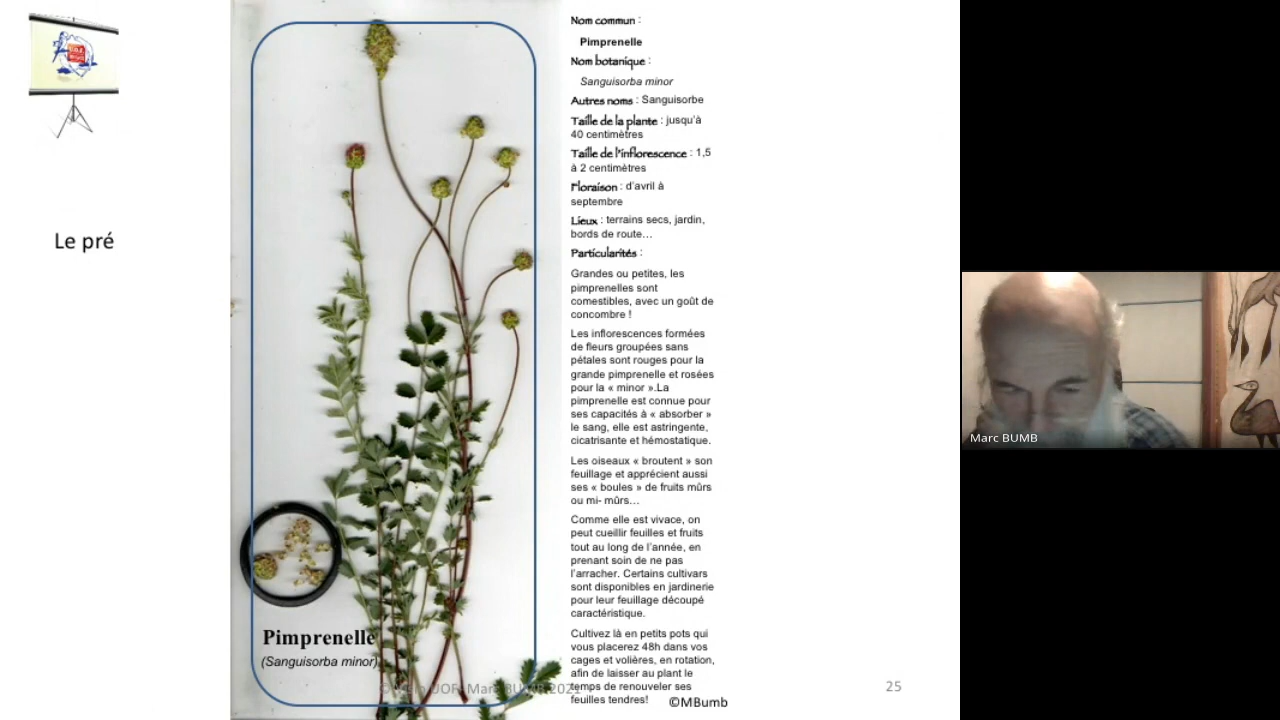 Le pré
Nom commun :
Pimprenelle
Nom botanique :
Sanguisorba minor
Autres noms : Sanguisorbe
Taille de la plante : jusqu'à
40 centimètres
Taille de l'inflorescence : 1,5
à 2 centimètres
Floraison : d'avril à
septembre
Lieux : terrains secs, jardin,
bords de route…
Particularités :
Grandes ou petites, les
pimprenelles sont
comestibles, avec un goût de
concombre !
Les inflorescences formées
de fleurs groupées sans
pétales sont rouges pour la
grande pimprenelle et rosées
pour la « minor ».La
pimprenelle est connue pour
ses capacités à « absorber »
le sang, elle est astringente,
cicatrisante et hémostatique.
Les oiseaux « broutent » son
feuillage et apprécient aussi
ses « boules » de fruits mûrs
ou mi- mûrs…
Comme elle est vivace, on
peut cueillir feuilles et fruits
tout au long de l'année, en
prenant soin de ne pas
l'arracher. Certains cultivars
sont disponibles en jardinerie
pour leur feuillage découpé
caractéristique.
Cultivez là en petits pots qui
vous placerez 48h dans vos
cages et volières, en rotation,
afin de laisser au plant le
temps de renouveler ses
feuilles tendres!
©MBumb
Pimprenelle
(Sanguisorba minor)
UOF Marc BUMB 2021
25
Marc BUMB